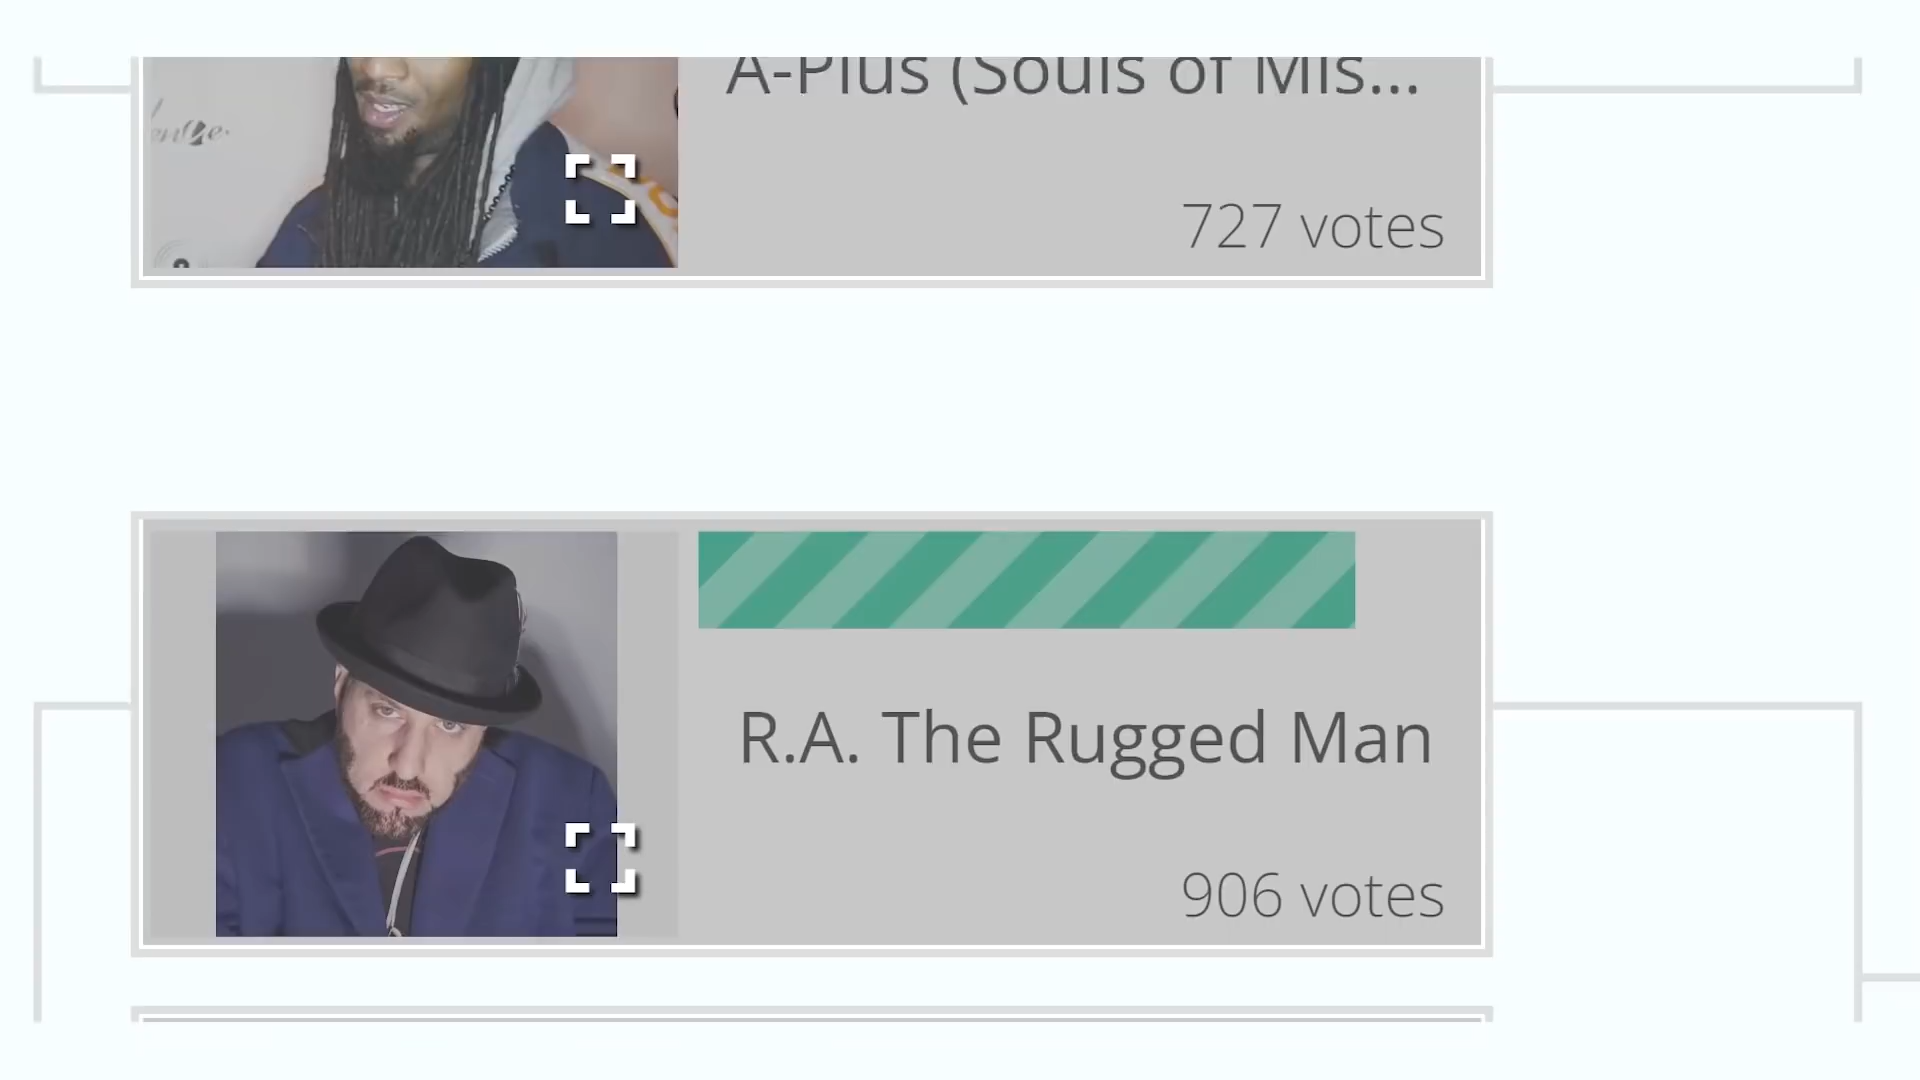 A-Plus (Souls of Mis...
727 votes
R.A. The Rugged Man
906 votes